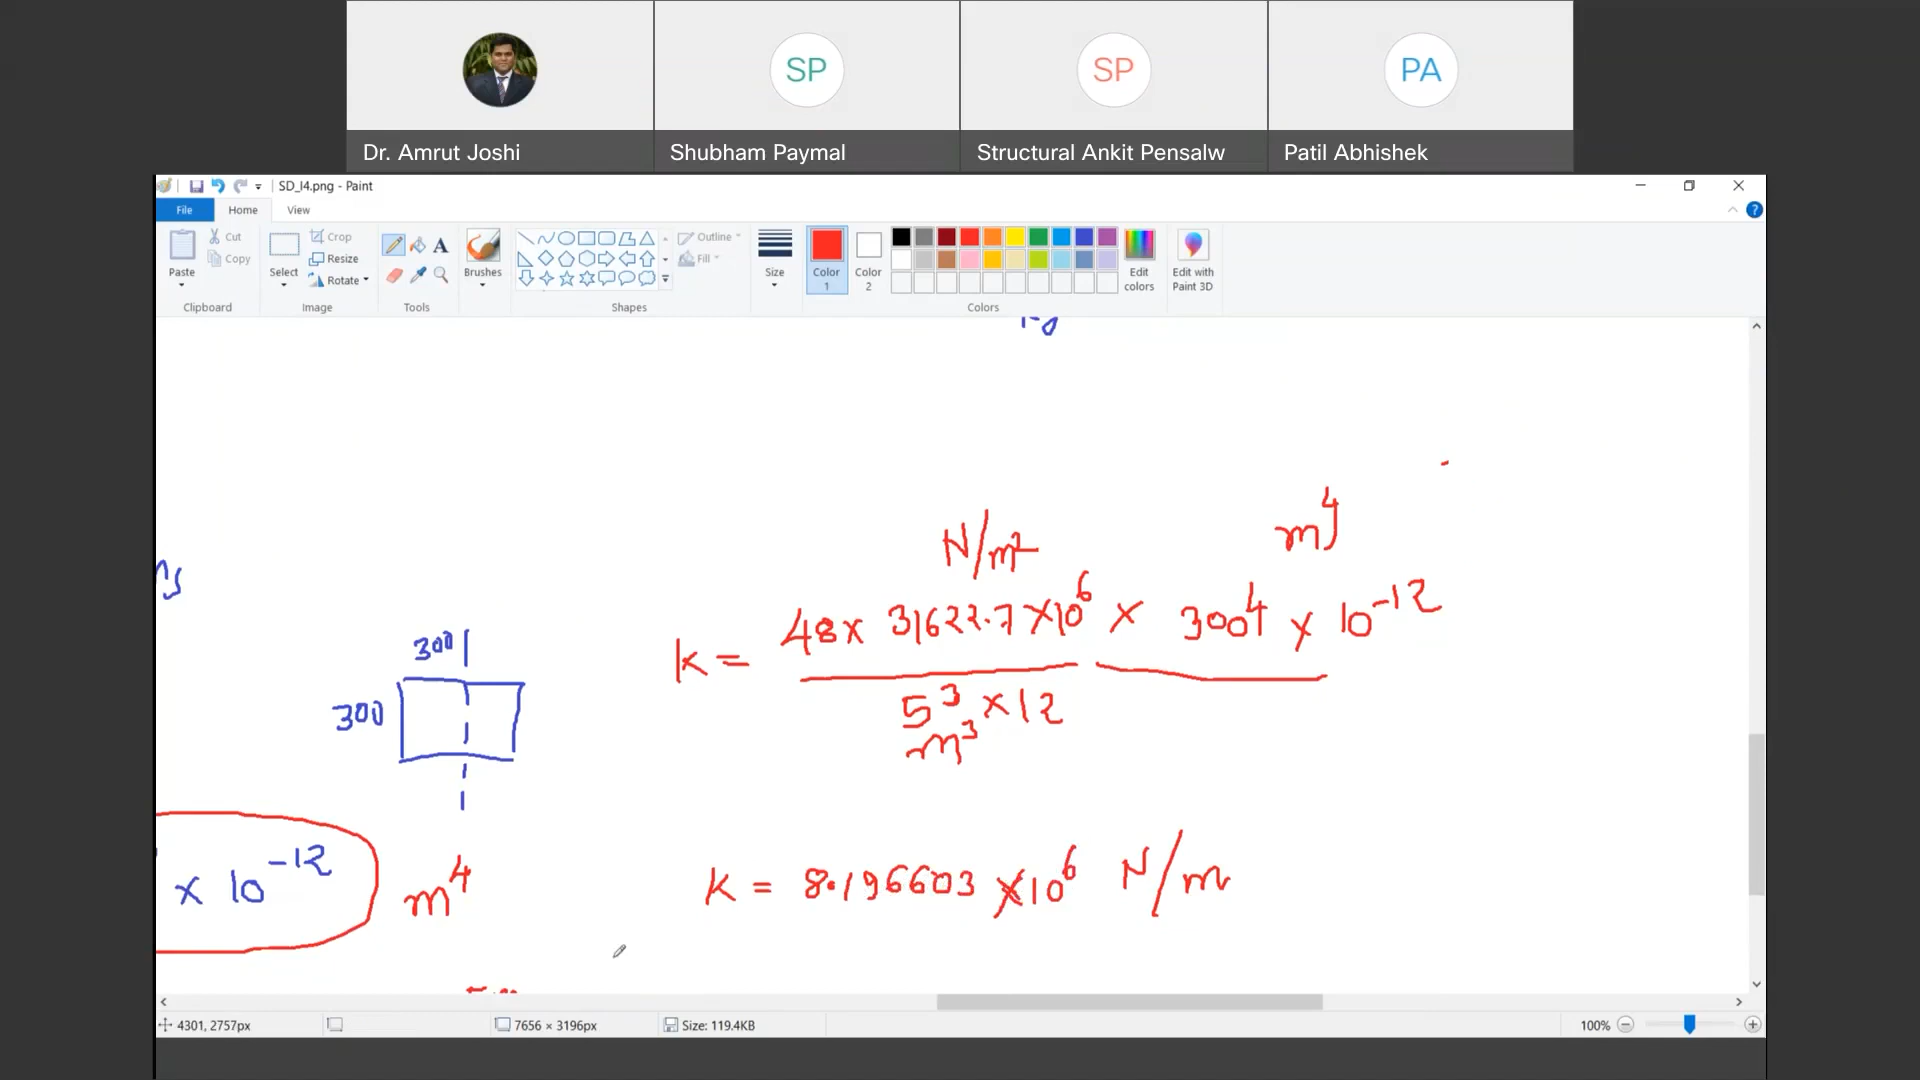 Dr. Amrut Joshi
SP
Shubham Paymal
SP
Structural Ankit Pensalw
PA
Patil Abhishek
SD_l4.png - Paint
File
Home
View
Paste
Cut
Copy
Clipboard
Select
Crop
Resize
Rotate
Image
A
Tools
Brushes
Outline
Fill
Shapes
Size
Color 1
Color 2
Edit colors
Colors
Edit with Paint 3D
?
N/m² m⁴
k = 48 x 31622.7 x 10⁶ x 300⁴ x 10⁻¹²
5³ x 12
m³
300
300
x 10⁻¹² m⁴
k = 8.196603 x 10⁶ N/m
4301, 2757px
7656 × 3196px
Size: 119.4KB
100%